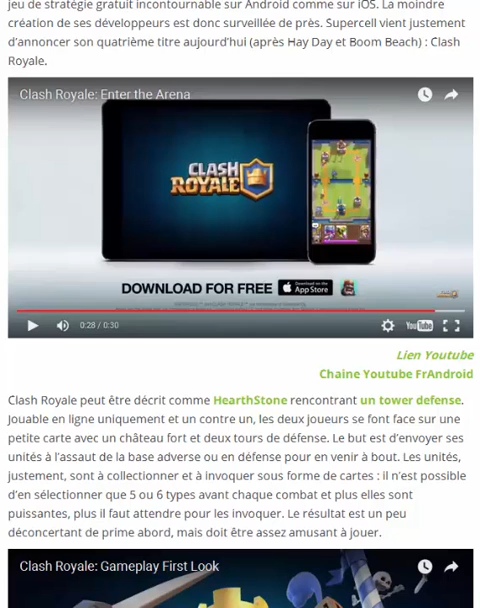 jeu de stratégie gratuit incontournable sur Android comme sur iOS. La moindre
création de ses développeurs est donc surveillée de près. Supercell vient justement
d'annoncer son quatrième titre aujourd'hui (après Hay Day et Boom Beach) : Clash
Royale.
Clash Royale: Enter the Arena
CLASH
ROYALE
DOWNLOAD FOR FREE
Download on the
App Store
0:28 / 0:30
YouTube
Lien Youtube
Chaine Youtube FrAndroid
Clash Royale peut être décrit comme HearthStone rencontrant un tower defense.
Jouable en ligne uniquement et un contre un, les deux joueurs se font face sur une
petite carte avec un château fort et deux tours de défense. Le but est d'envoyer ses
unités à l'assaut de la base adverse ou en défense pour en venir à bout. Les unités,
justement, sont à collectionner et à invoquer sous forme de cartes : il n'est possible
d'en sélectionner que 5 ou 6 types avant chaque combat et plus elles sont
puissantes, plus il faut attendre pour les invoquer. Le résultat est un peu
déconcertant de prime abord, mais doit être assez amusant à jouer.
Clash Royale: Gameplay First Look